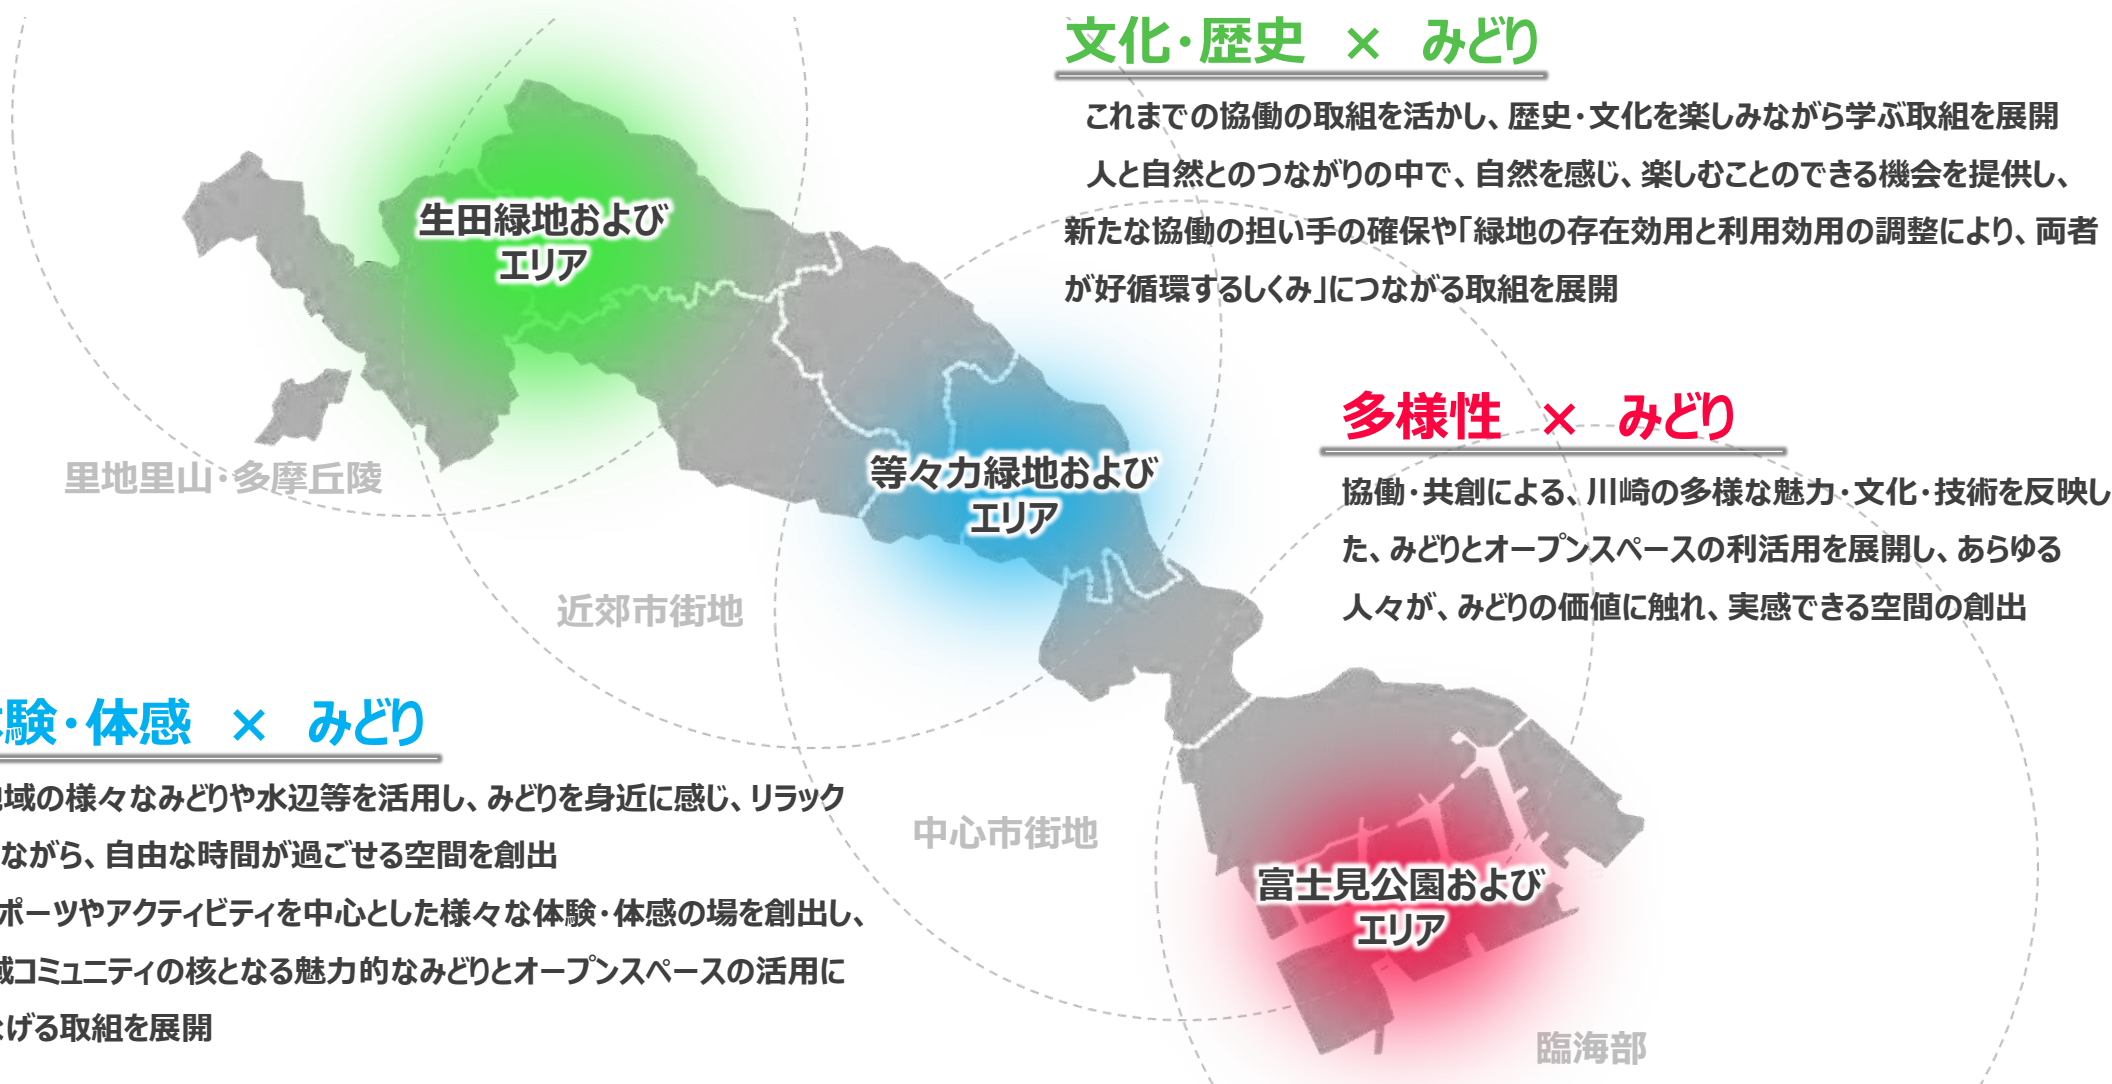 文化・歴史　×　みどり
これまでの協働の取組を活かし、歴史・文化を楽しみながら学ぶ取組を展開
人と自然とのつながりの中で、自然を感じ、楽しむことのできる機会を提供し、
新たな協働の担い手の確保や「緑地の存在効用と利用効用の調整により、両者
が好循環するしくみ」につながる取組を展開
生田緑地および
エリア
多様性　×　みどり
協働・共創による、川崎の多様な魅力・文化・技術を反映し
た、みどりとオープンスペースの利活用を展開し、あらゆる
人々が、みどりの価値に触れ、実感できる空間の創出
里地里山・多摩丘陵
等々力緑地および
エリア
近郊市街地
験・体感　×　みどり
域の様々なみどりや水辺等を活用し、みどりを身近に感じ、リラック
ながら、自由な時間が過ごせる空間を創出
ポーツやアクティビティを中心とした様々な体験・体感の場を創出し、
域コミュニティの核となる魅力的なみどりとオープンスペースの活用に
げる取組を展開
中心市街地
富士見公園および
エリア
臨海部